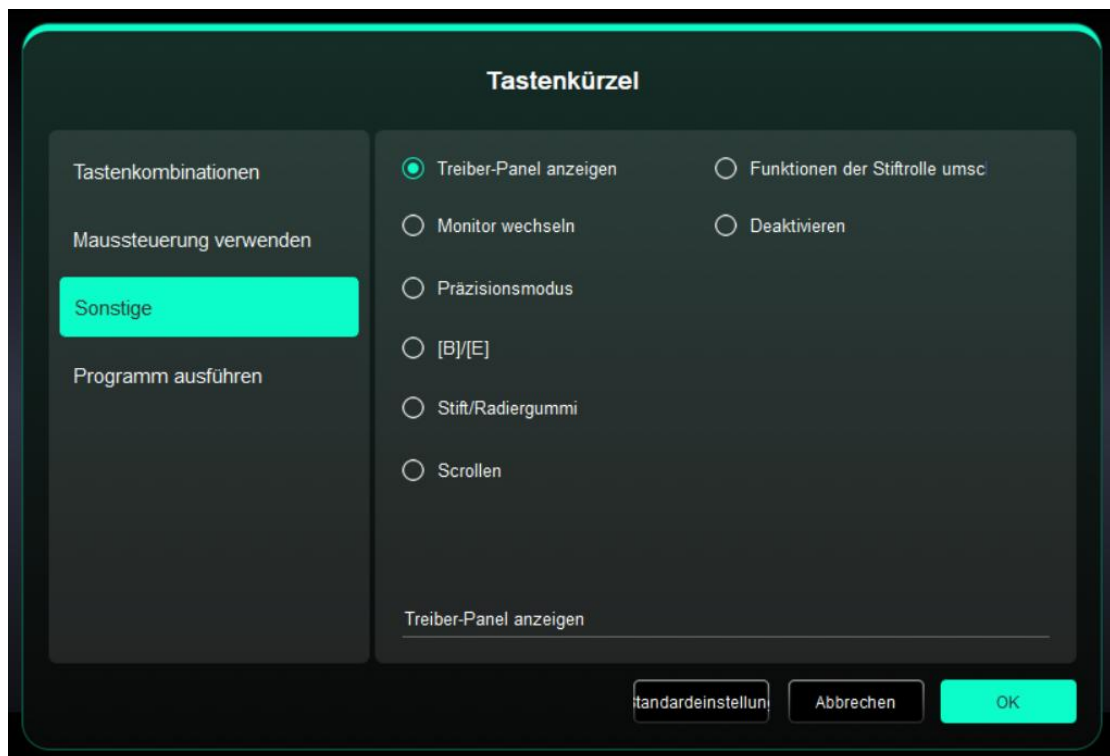 Tastenkürzel
Tastenkombinationen
Maussteuerung verwenden
Sonstige
Programm ausführen
Treiber-Panel anzeigen
Funktionen der Stiftrolle umsc
Monitor wechseln
Deaktivieren
Präzisionsmodus
[B]/[E]
Stift/Radiergummi
Scrollen
Treiber-Panel anzeigen
tandardeinstellun
Abbrechen
OK